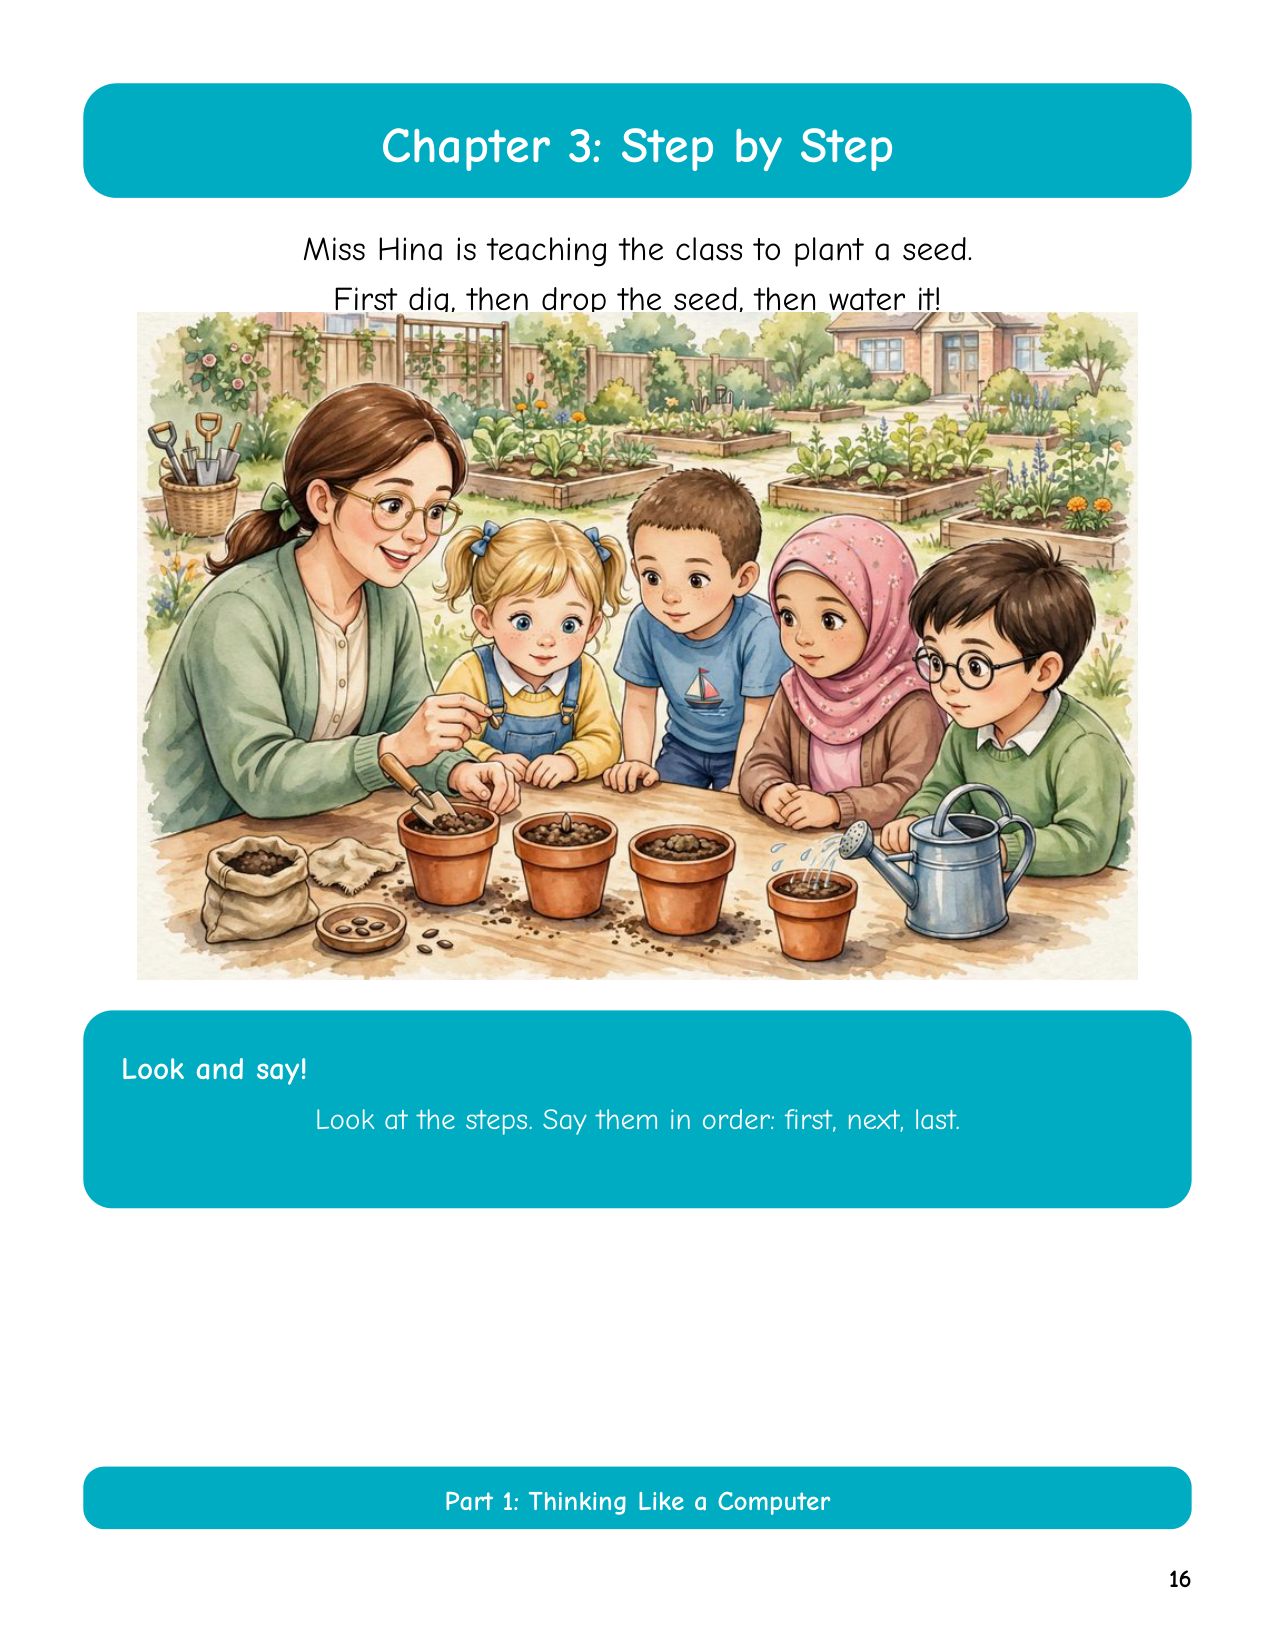 Chapter 3: Step by Step
Miss Hina is teaching the class to plant a seed.
First dig, then drop the seed, then water it!
Look and say!
Look at the steps. Say them in order: first, next, last.
Part 1: Thinking Like a Computer
16